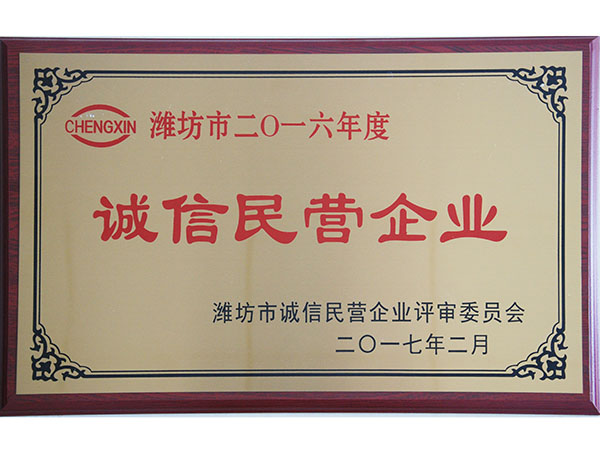 CHENGXIN 潍坊市二〇一六年度
诚信民营企业
潍坊市诚信民营企业评审委员会
二〇一七年二月